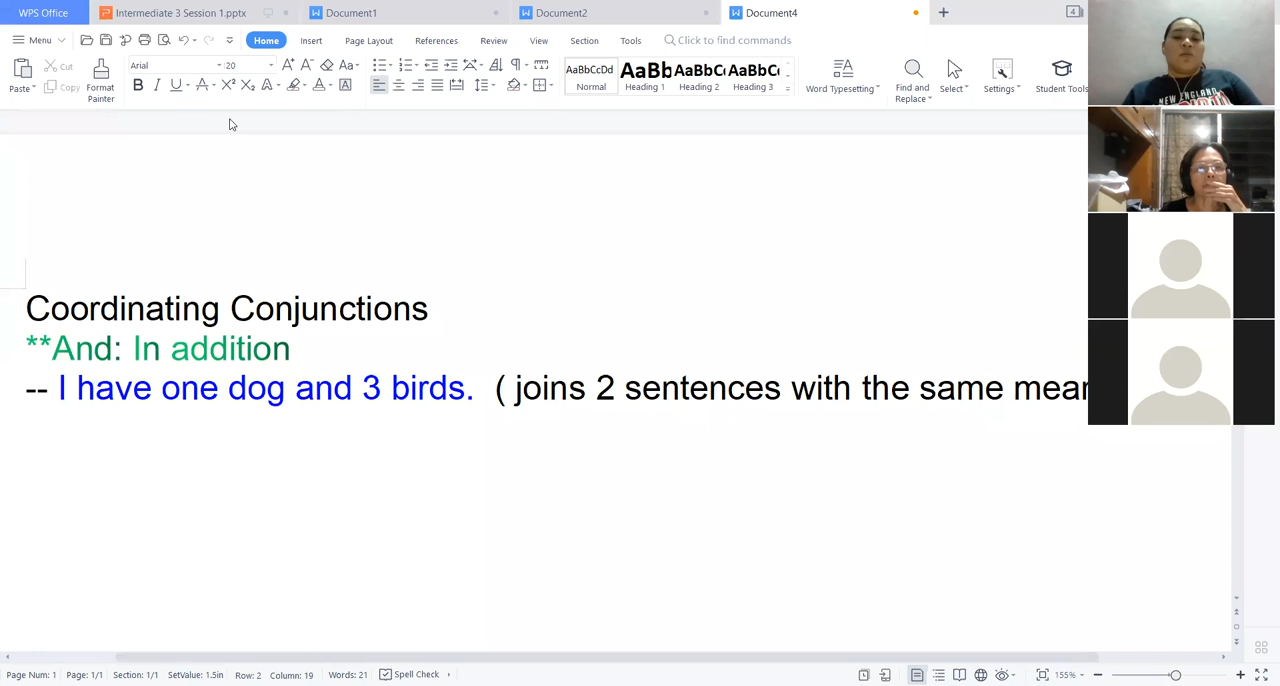 WPS Office Intermediate 3 Session 1.pptx Document1 Document2 Document4 4
Menu Home Insert Page Layout References Review View Section Tools Click to find commands
Arial 20 AaBbCcDd AaBb AaBbC AaBbC
Paste Cut Copy Format Painter Normal Heading 1 Heading 2 Heading 3 Word Typesetting Find and Replace Select Settings Student Tools
NEW ENGLAND
Coordinating Conjunctions
**And: In addition
-- I have one dog and 3 birds. ( joins 2 sentences with the same mean
Page Num: 1 Page: 1/1 Section: 1/1 SetValue: 1.5in Row: 2 Column: 19 Words: 21 Spell Check 155%